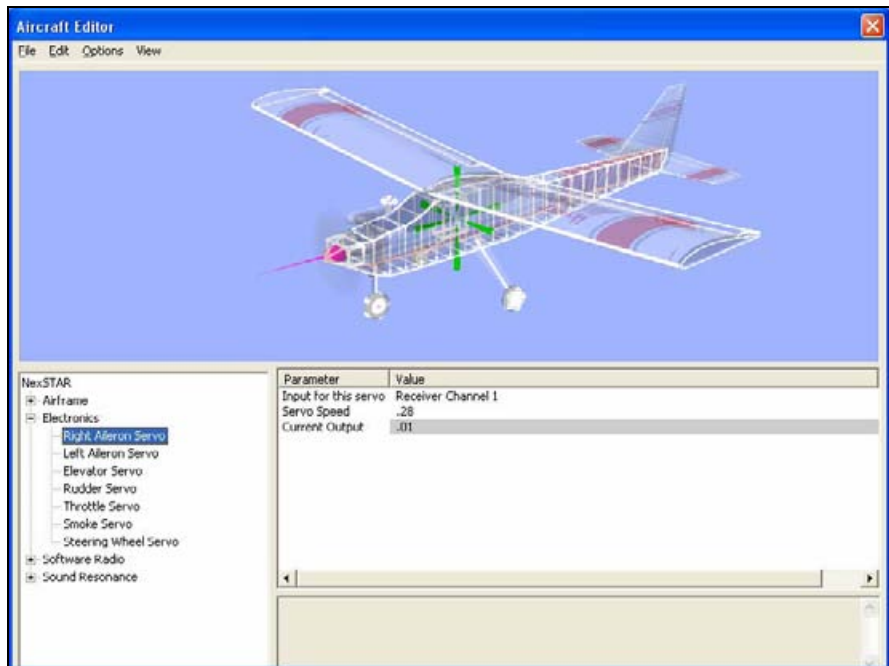 Aircraft Editor
File Edit Options View
NexSTAR
Airframe
Electronics
Right Aileron Servo
Left Aileron Servo
Elevator Servo
Rudder Servo
Throttle Servo
Smoke Servo
Steering Wheel Servo
Software Radio
Sound Resonance
Parameter Value
Input for this servo Receiver Channel 1
Servo Speed .28
Current Output .01